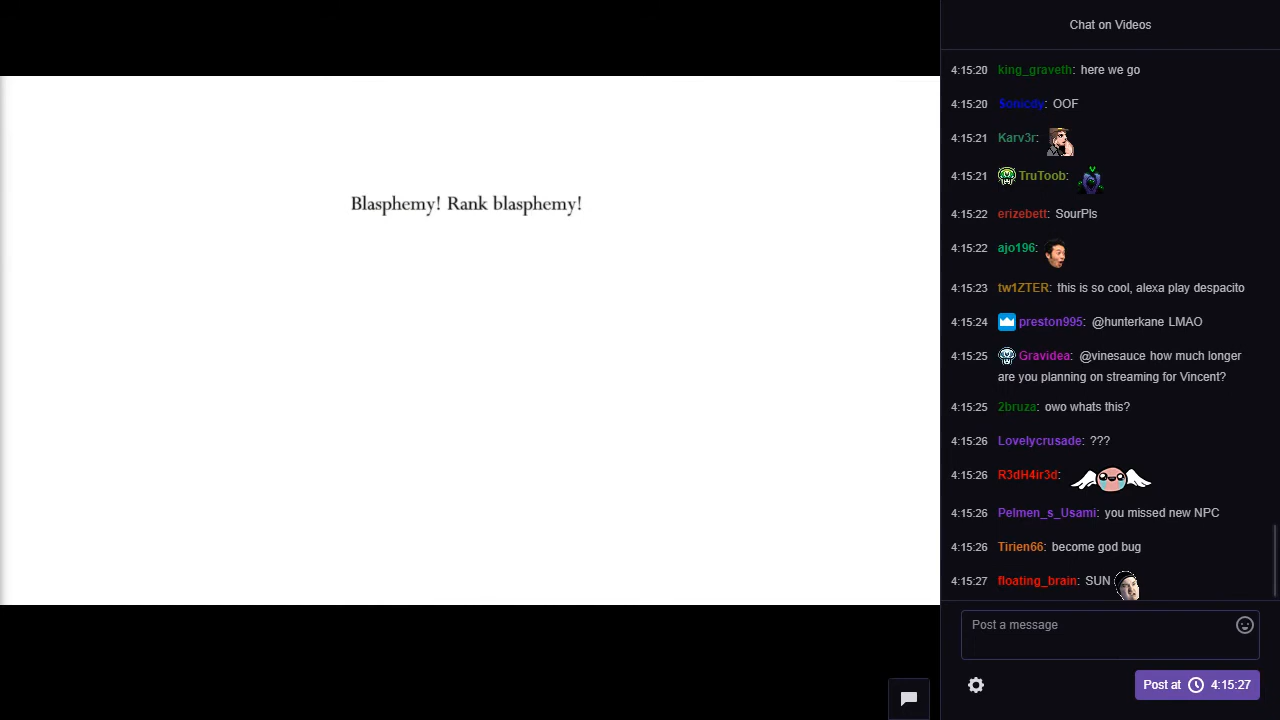 Blasphemy! Rank blasphemy!
Chat on Videos
4:15:20 king_graveth: here we go
4:15:20 Sonicdy: OOF
4:15:21 Karv3r:
4:15:21 TruToob:
4:15:22 erizebett: SourPls
4:15:22 ajo196:
4:15:23 tw1ZTER: this is so cool, alexa play despacito
4:15:24 preston995: @hunterkane LMAO
4:15:25 Gravidea: @vinesauce how much longer
are you planning on streaming for Vincent?
4:15:25 2bruza: owo whats this?
4:15:26 Lovelycrusade: ???
4:15:26 R3dH4ir3d:
4:15:26 Pelmen_s_Usami: you missed new NPC
4:15:26 Tirien66: become god bug
4:15:27 floating_brain: SUN
Post a message
Post at 4:15:27